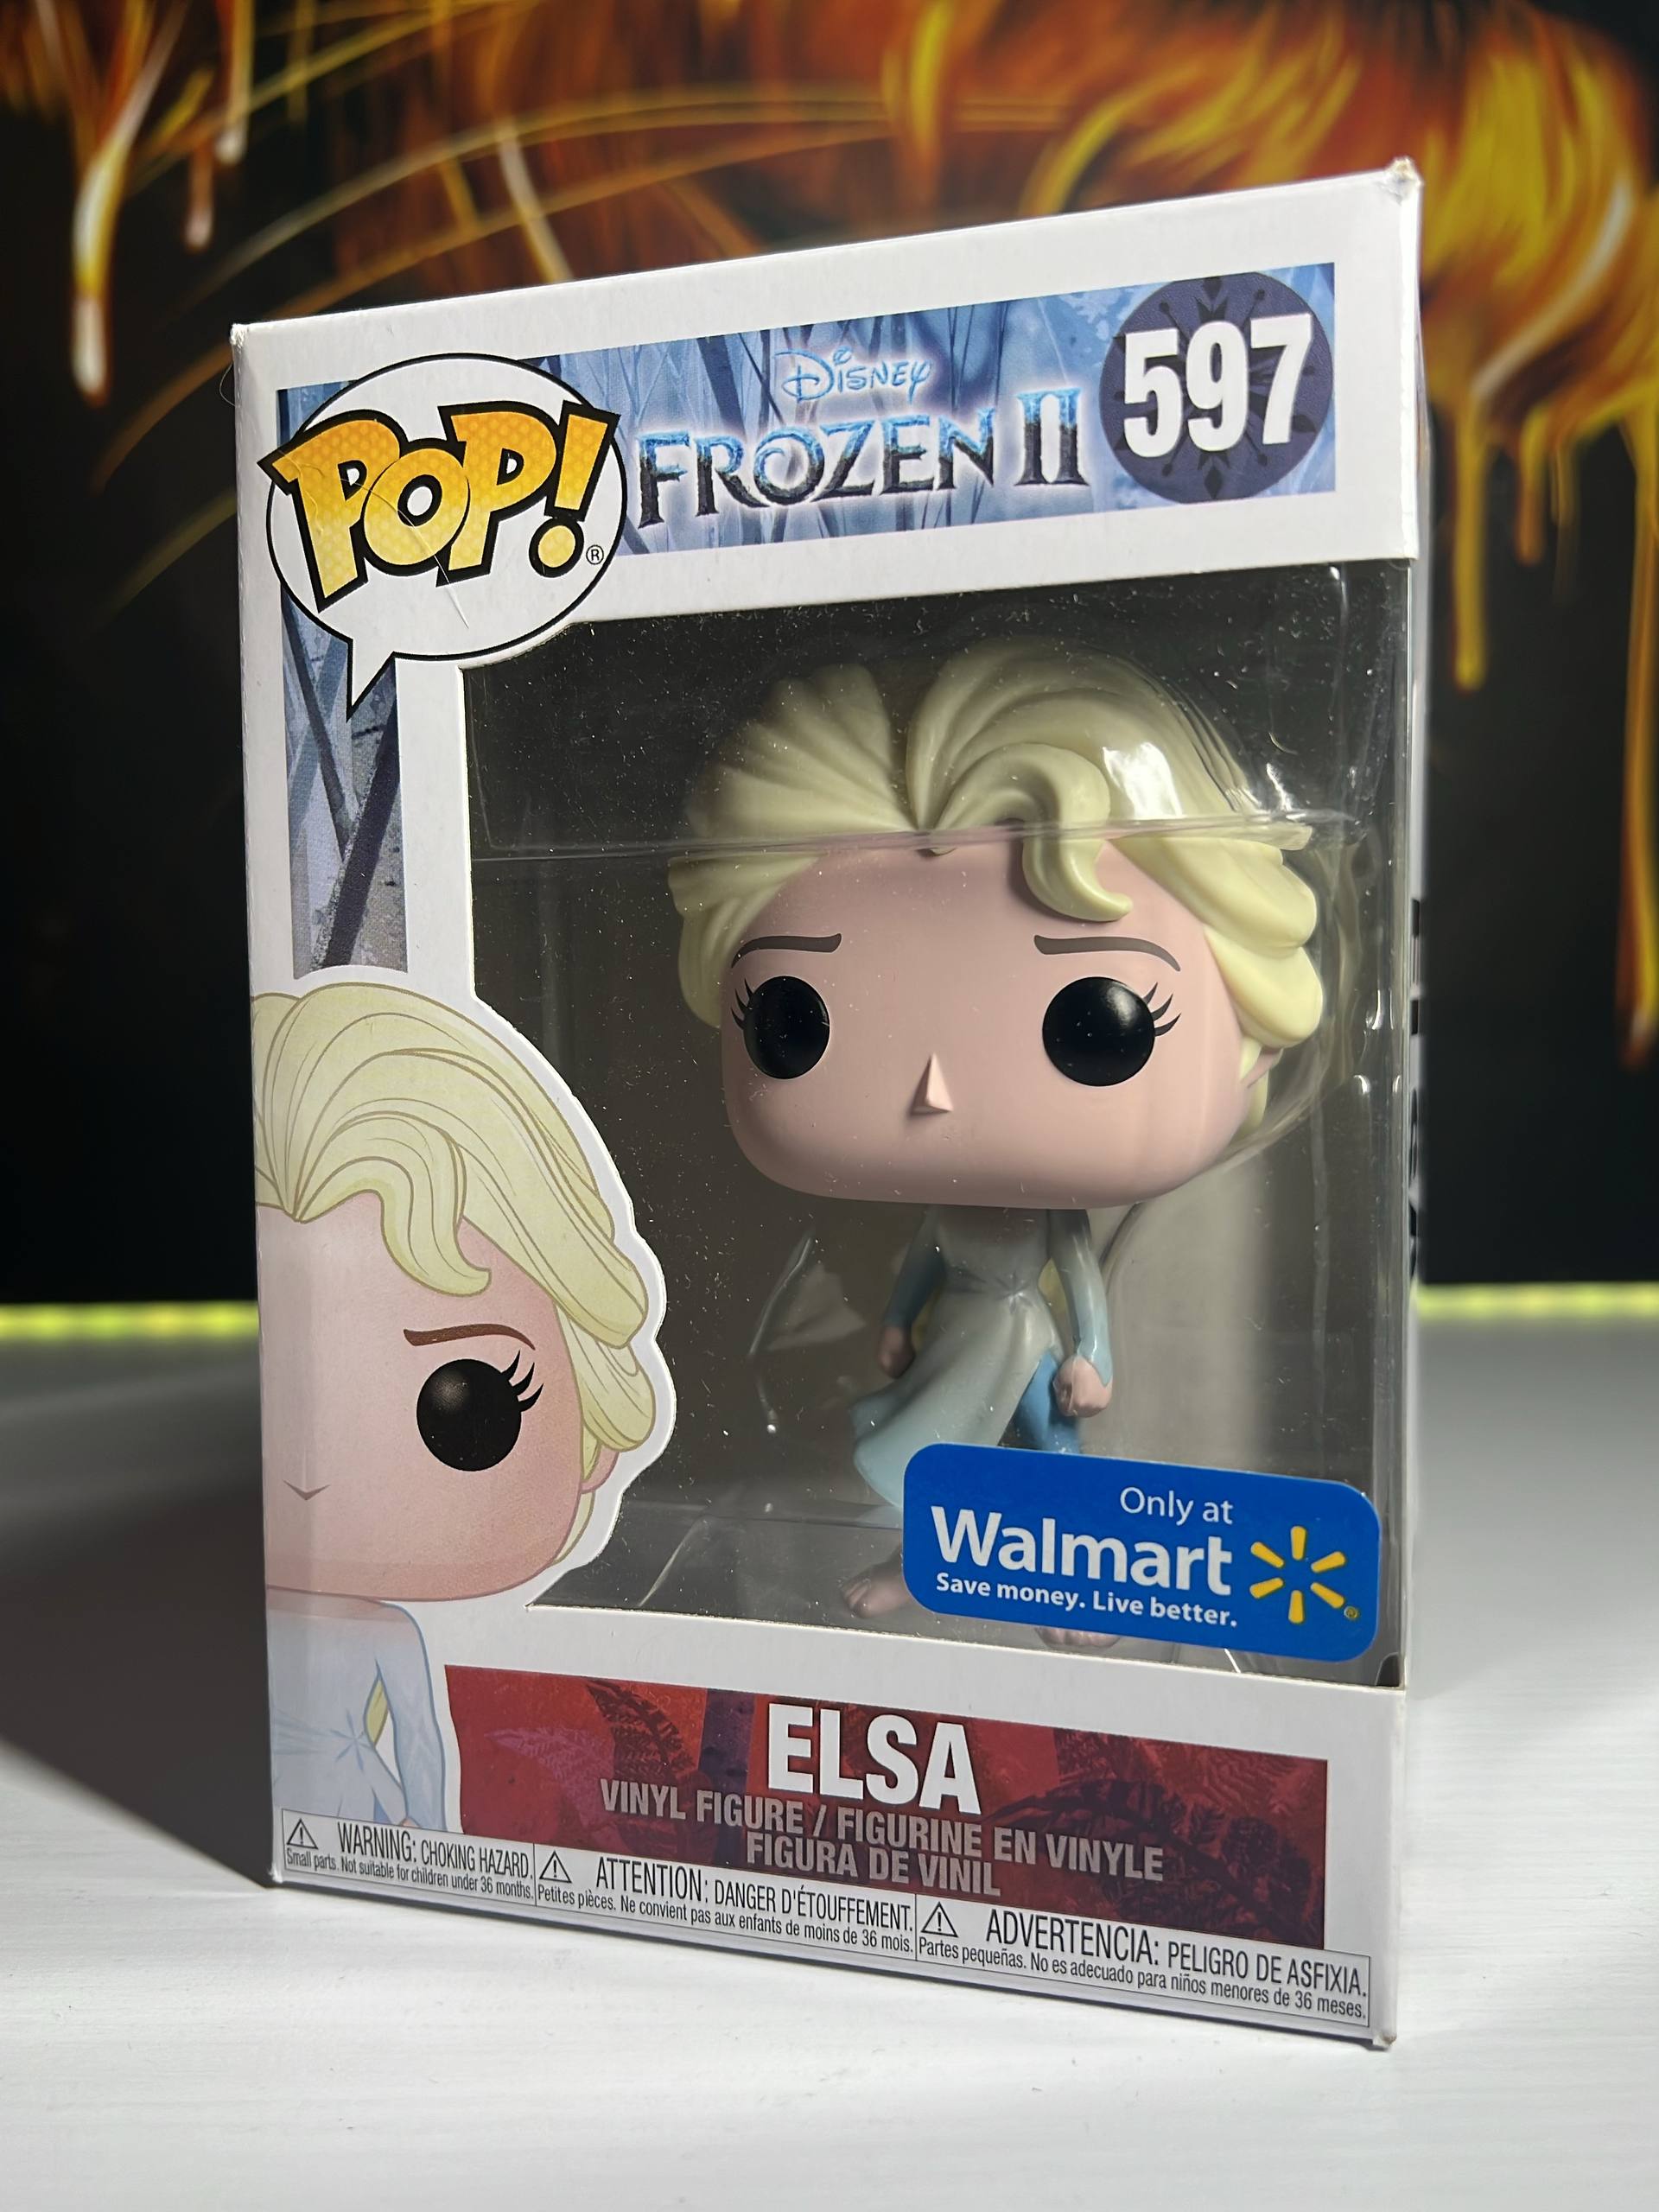 POP!®
Disney
FROZEN II
597
Only at
Walmart
Save money. Live better.
ELSA
VINYL FIGURE / FIGURINE EN VINYLE
FIGURA DE VINIL
WARNING: CHOKING HAZARD.
Small parts. Not suitable for children under 36 months.
ATTENTION: DANGER D'ÉTOUFFEMENT.
Petites pièces. Ne convient pas aux enfants de moins de 36 mois.
ADVERTENCIA: PELIGRO DE ASFIXIA.
Partes pequeñas. No es adecuado para niños menores de 36 meses.